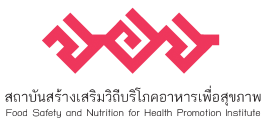 สถาบันสร้างเสริมวิถีบริโภคอาหารเพื่อสุขภาพ
Food Safety and Nutrition for Health Promotion Institute